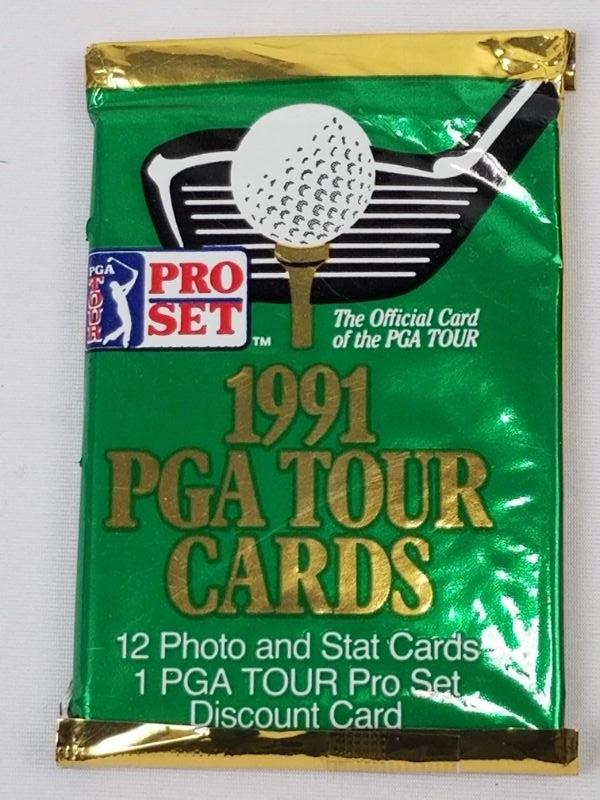 PGA
TOUR
PRO
SET
™
The Official Card
of the PGA TOUR
1991
PGA TOUR
CARDS
12 Photo and Stat Cards
1 PGA TOUR Pro Set
Discount Card